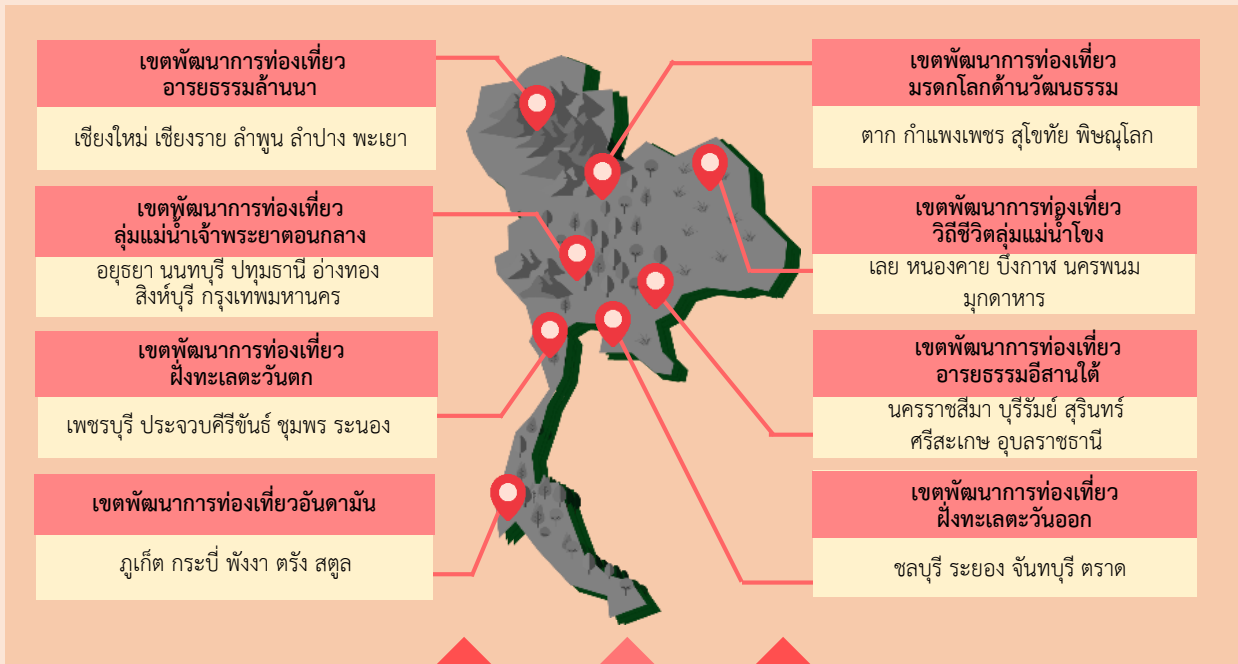 เขตพัฒนาการท่องเที่ยว
อารยธรรมล้านนา
เชียงใหม่ เชียงราย ลำพูน ลำปาง พะเยา
เขตพัฒนาการท่องเที่ยว
ลุ่มแม่น้ำเจ้าพระยาตอนกลาง
อยุธยา นนทบุรี ปทุมธานี อ่างทอง
สิงห์บุรี กรุงเทพมหานคร
เขตพัฒนาการท่องเที่ยว
ฝั่งทะเลตะวันตก
เพชรบุรี ประจวบคีรีขันธ์ ชุมพร ระนอง
เขตพัฒนาการท่องเที่ยวอันดามัน
ภูเก็ต กระบี่ พังงา ตรัง สตูล
เขตพัฒนาการท่องเที่ยว
มรดกโลกด้านวัฒนธรรม
ตาก กำแพงเพชร สุโขทัย พิษณุโลก
เขตพัฒนาการท่องเที่ยว
วิถีชีวิตลุ่มแม่น้ำโขง
เลย หนองคาย บึงกาฬ นครพนม
มุกดาหาร
เขตพัฒนาการท่องเที่ยว
อารยธรรมอีสานใต้
นครราชสีมา บุรีรัมย์ สุรินทร์
ศรีสะเกษ อุบลราชธานี
เขตพัฒนาการท่องเที่ยว
ฝั่งทะเลตะวันออก
ชลบุรี ระยอง จันทบุรี ตราด